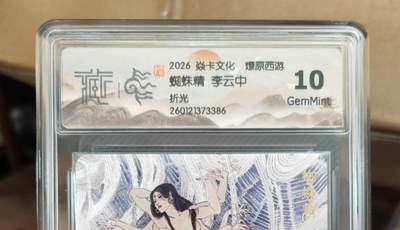 2026 焱卡文化 燎原西游
蜘蛛精 李云中
折光
260121373386
10
GemMint